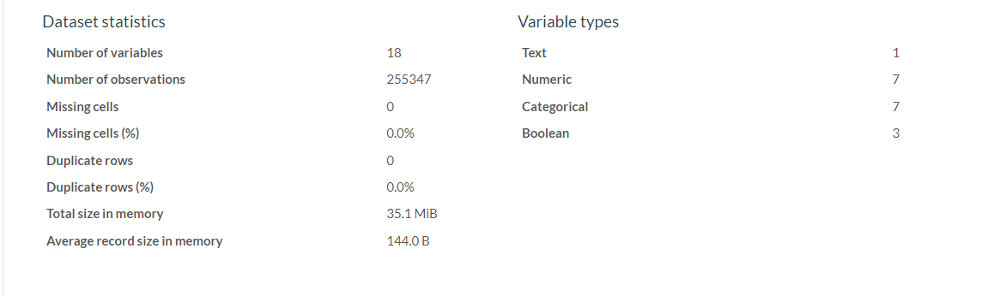 Dataset statistics
Number of variables 18
Number of observations 255347
Missing cells 0
Missing cells (%) 0.0%
Duplicate rows 0
Duplicate rows (%) 0.0%
Total size in memory 35.1 MiB
Average record size in memory 144.0 B
Variable types
Text 1
Numeric 7
Categorical 7
Boolean 3